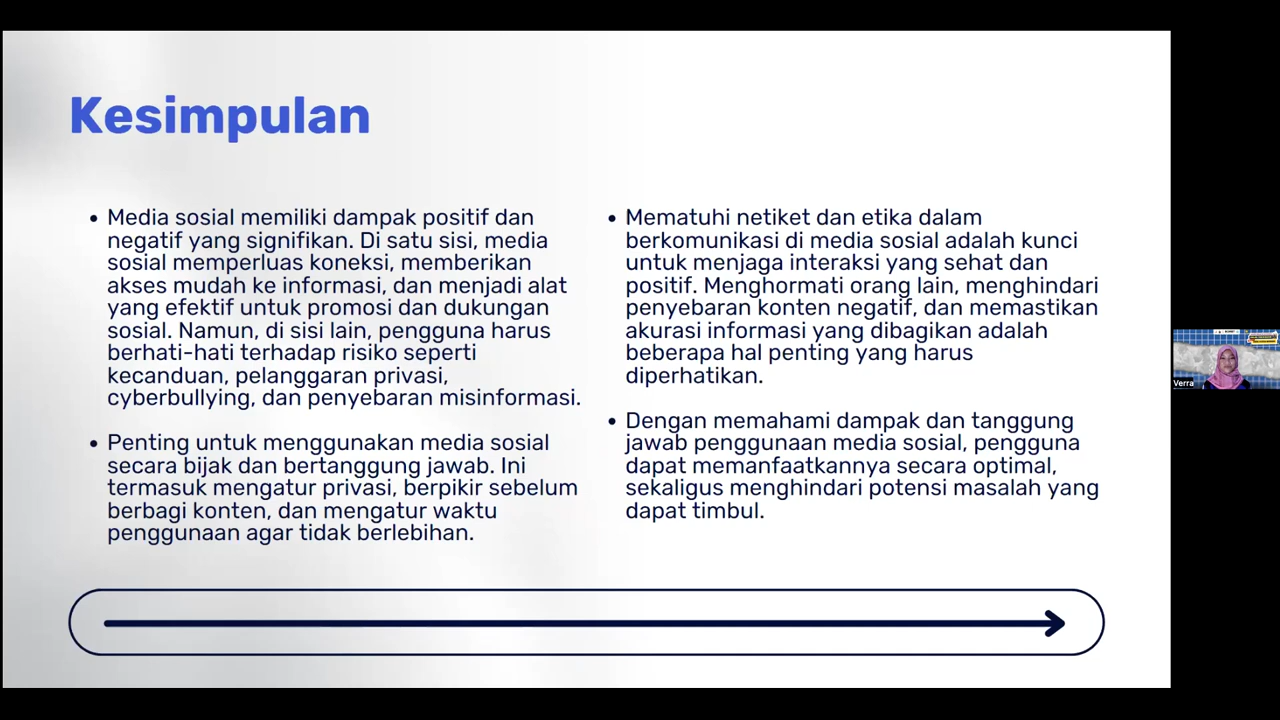 Kesimpulan
• Media sosial memiliki dampak positif dan
negatif yang signifikan. Di satu sisi, media
sosial memperluas koneksi, memberikan
akses mudah ke informasi, dan menjadi alat
yang efektif untuk promosi dan dukungan
sosial. Namun, di sisi lain, pengguna harus
berhati-hati terhadap risiko seperti
kecanduan, pelanggaran privasi,
cyberbullying, dan penyebaran misinformasi.
• Penting untuk menggunakan media sosial
secara bijak dan bertanggung jawab. Ini
termasuk mengatur privasi, berpikir sebelum
berbagi konten, dan mengatur waktu
penggunaan agar tidak berlebihan.
• Mematuhi netiket dan etika dalam
berkomunikasi di media sosial adalah kunci
untuk menjaga interaksi yang sehat dan
positif. Menghormati orang lain, menghindari
penyebaran konten negatif, dan memastikan
akurasi informasi yang dibagikan adalah
beberapa hal penting yang harus
diperhatikan.
• Dengan memahami dampak dan tanggung
jawab penggunaan media sosial, pengguna
dapat memanfaatkannya secara optimal,
sekaligus menghindari potensi masalah yang
dapat timbul.
Verra